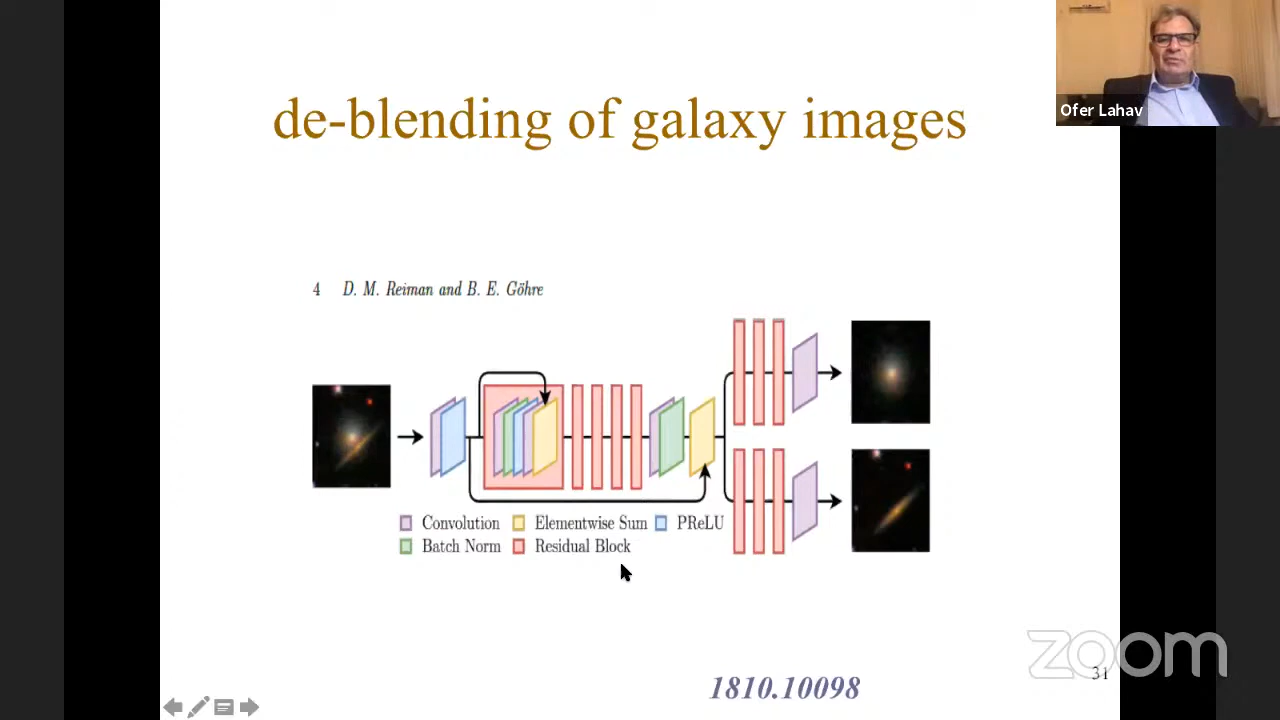 Ofer Lahav
de-blending of galaxy images
4 D. M. Reiman and B. E. Göhre
Convolution Elementwise Sum PReLU
Batch Norm Residual Block
zoom
31
1810.10098